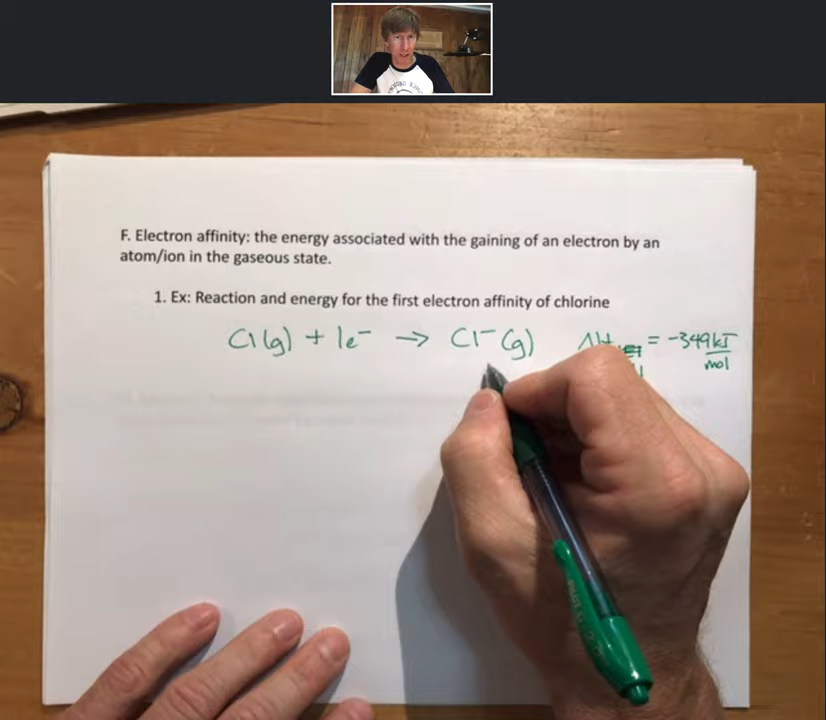 F. Electron affinity: the energy associated with the gaining of an electron by an
atom/ion in the gaseous state.
1. Ex: Reaction and energy for the first electron affinity of chlorine
Cl(g) + 1e⁻ → Cl⁻(g) = -349 kJ
mol